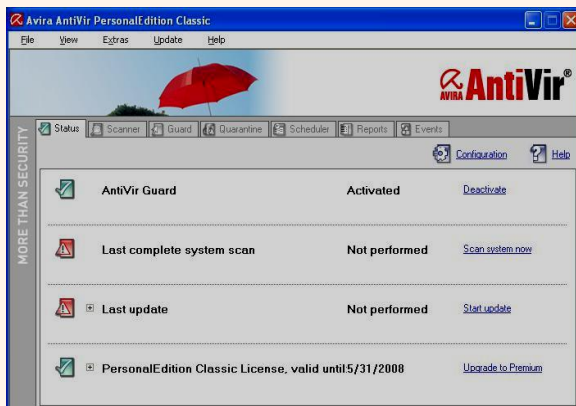 Avira AntiVir PersonalEdition Classic
File View Extras Update Help
AVIRA AntiVir®
MORE THAN SECURITY
Status Scanner Guard Quarantine Scheduler Reports Events
Configuration Help
AntiVir Guard Activated Deactivate
Last complete system scan Not performed Scan system now
Last update Not performed Start update
PersonalEdition Classic License, valid until:5/31/2008 Upgrade to Premium